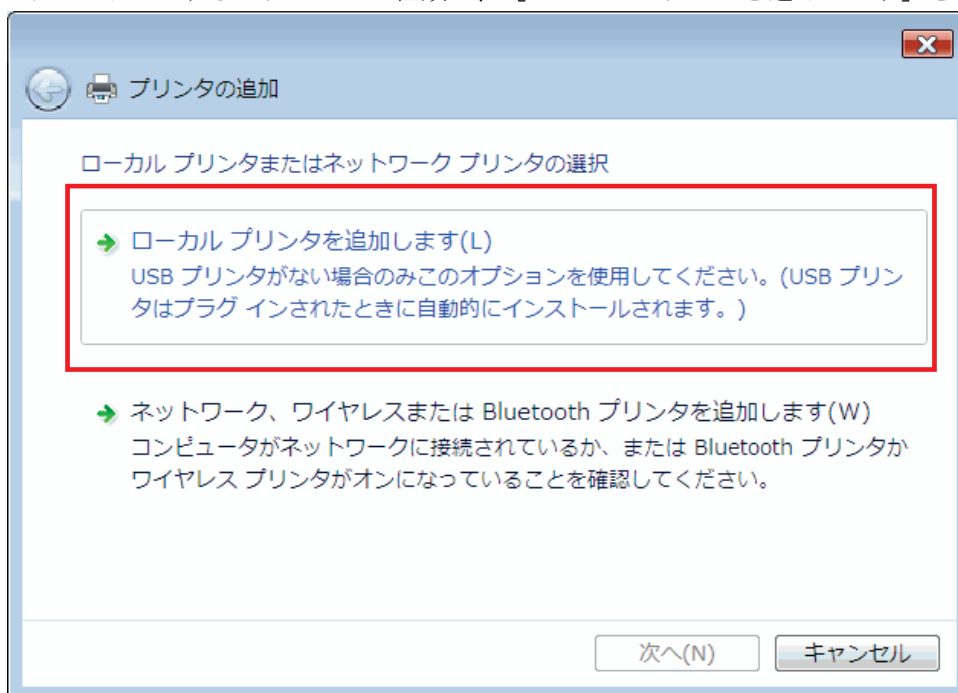 プリンタの追加
ローカル プリンタまたはネットワーク プリンタの選択
ローカル プリンタを追加します(L)
USB プリンタがない場合のみこのオプションを使用してください。(USB プリン
タはプラグ インされたときに自動的にインストールされます。)
ネットワーク、ワイヤレスまたは Bluetooth プリンタを追加します(W)
コンピュータがネットワークに接続されているか、または Bluetooth プリンタか
ワイヤレス プリンタがオンになっていることを確認してください。
次へ(N)
キャンセル